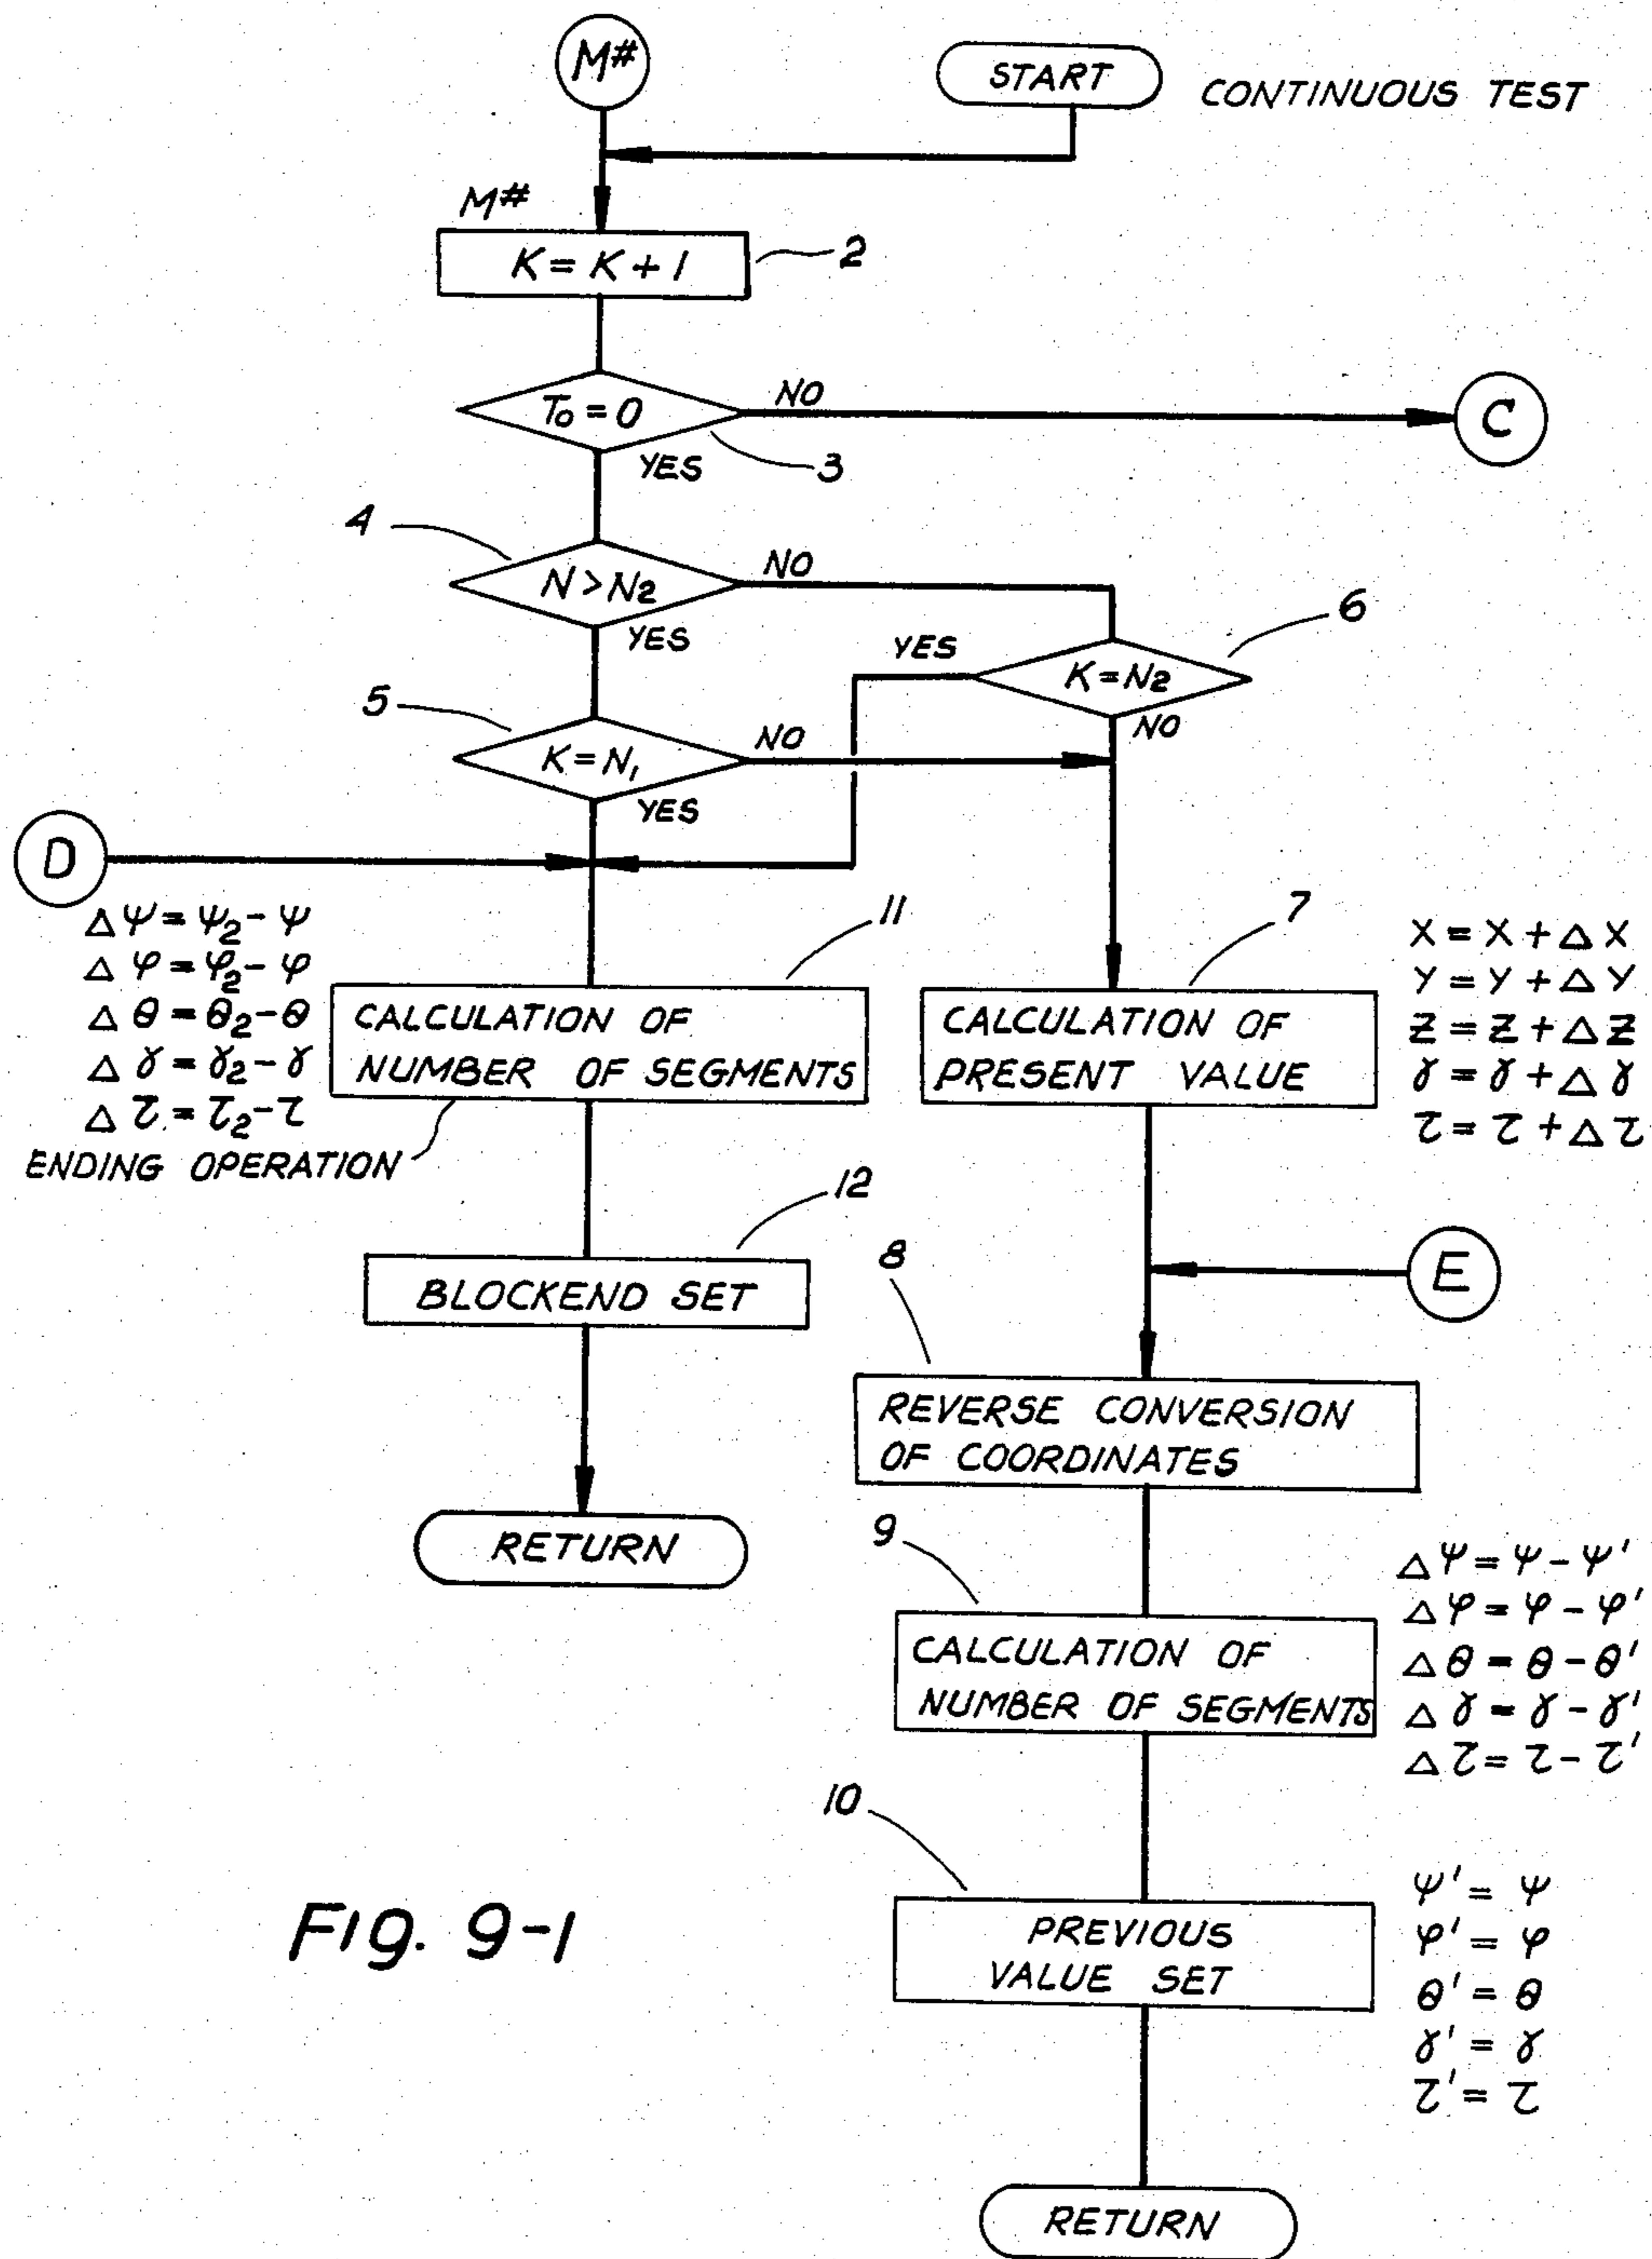 M#
START
CONTINUOUS TEST
M#
K = K + 1
2
T₀ = 0
NO
C
YES
3
4
N > N₂
NO
YES
6
YES
K = N₂
NO
5
K = N₁
NO
YES
D
Δψ = ψ₂ - ψ
Δφ = φ₂ - φ
Δθ = θ₂ - θ
Δγ = γ₂ - γ
Δτ = τ₂ - τ
11
CALCULATION OF
NUMBER OF SEGMENTS
ENDING OPERATION
7
CALCULATION OF
PRESENT VALUE
X = X + ΔX
Y = Y + ΔY
Z = Z + ΔZ
γ = γ + Δγ
τ = τ + Δτ
12
BLOCKEND SET
RETURN
E
8
REVERSE CONVERSION
OF COORDINATES
9
CALCULATION OF
NUMBER OF SEGMENTS
Δψ = ψ - ψ'
Δφ = φ - φ'
Δθ = θ - θ'
Δγ = γ - γ'
Δτ = τ - τ'
10
PREVIOUS
VALUE SET
ψ' = ψ
φ' = φ
θ' = θ
γ' = γ
τ' = τ
RETURN
FIG. 9-1